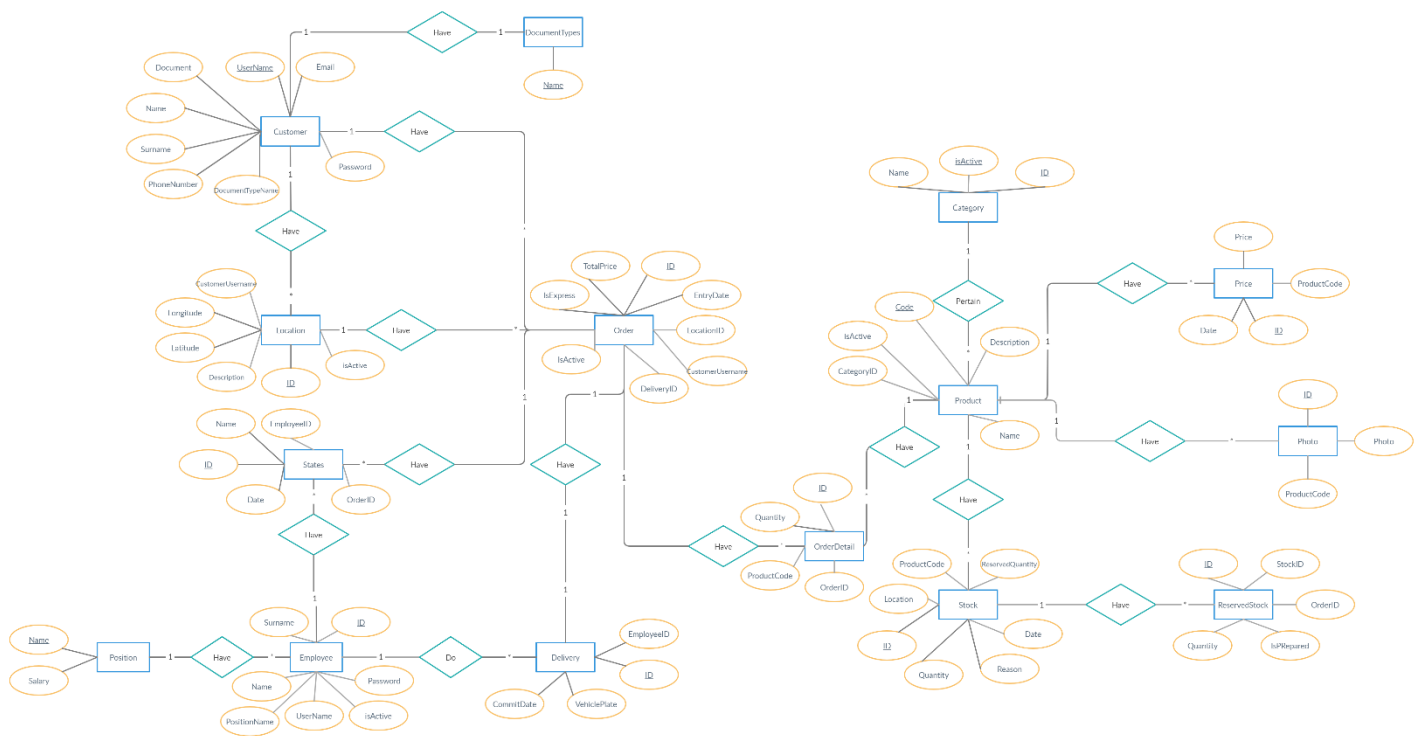 Have
1
1
DocumentTypes
Name
Document
UserName
Email
Name
Customer
1
Have
Surname
Password
PhoneNumber
DocumentTypeName
1
Have
*
isActive
Name
ID
Category
1
Pertain
*
Price
Have
*
Price
ProductCode
Date
ID
1
CustomerUsername
Longitude
Location
1
Have
*
Latitude
Description
ID
isActive
TotalPrice
ID
IsExpress
EntryDate
Order
LocationID
IsActive
CustomerUsername
DeliveryID
Code
IsActive
Description
CategoryID
Product
Name
1
1
1
ID
Have
*
Photo
Photo
ProductCode
Name
EmployeeID
1
ID
States
*
Have
Date
OrderID
*
Have
1
1
Have
1
1
Have
*
1
Have
*
ID
Quantity
Have
*
OrderDetail
ProductCode
OrderID
ProductCode
ReservedQuantity
Location
Stock
1
Have
*
ReservedStock
ID
Date
Quantity
Reason
ID
StockID
OrderID
Quantity
IsPRepared
Name
Position
1
Have
*
Employee
1
Do
*
Delivery
Salary
Surname
ID
Name
Password
PositionName
UserName
isActive
EmployeeID
ID
CommitDate
VehiclePlate